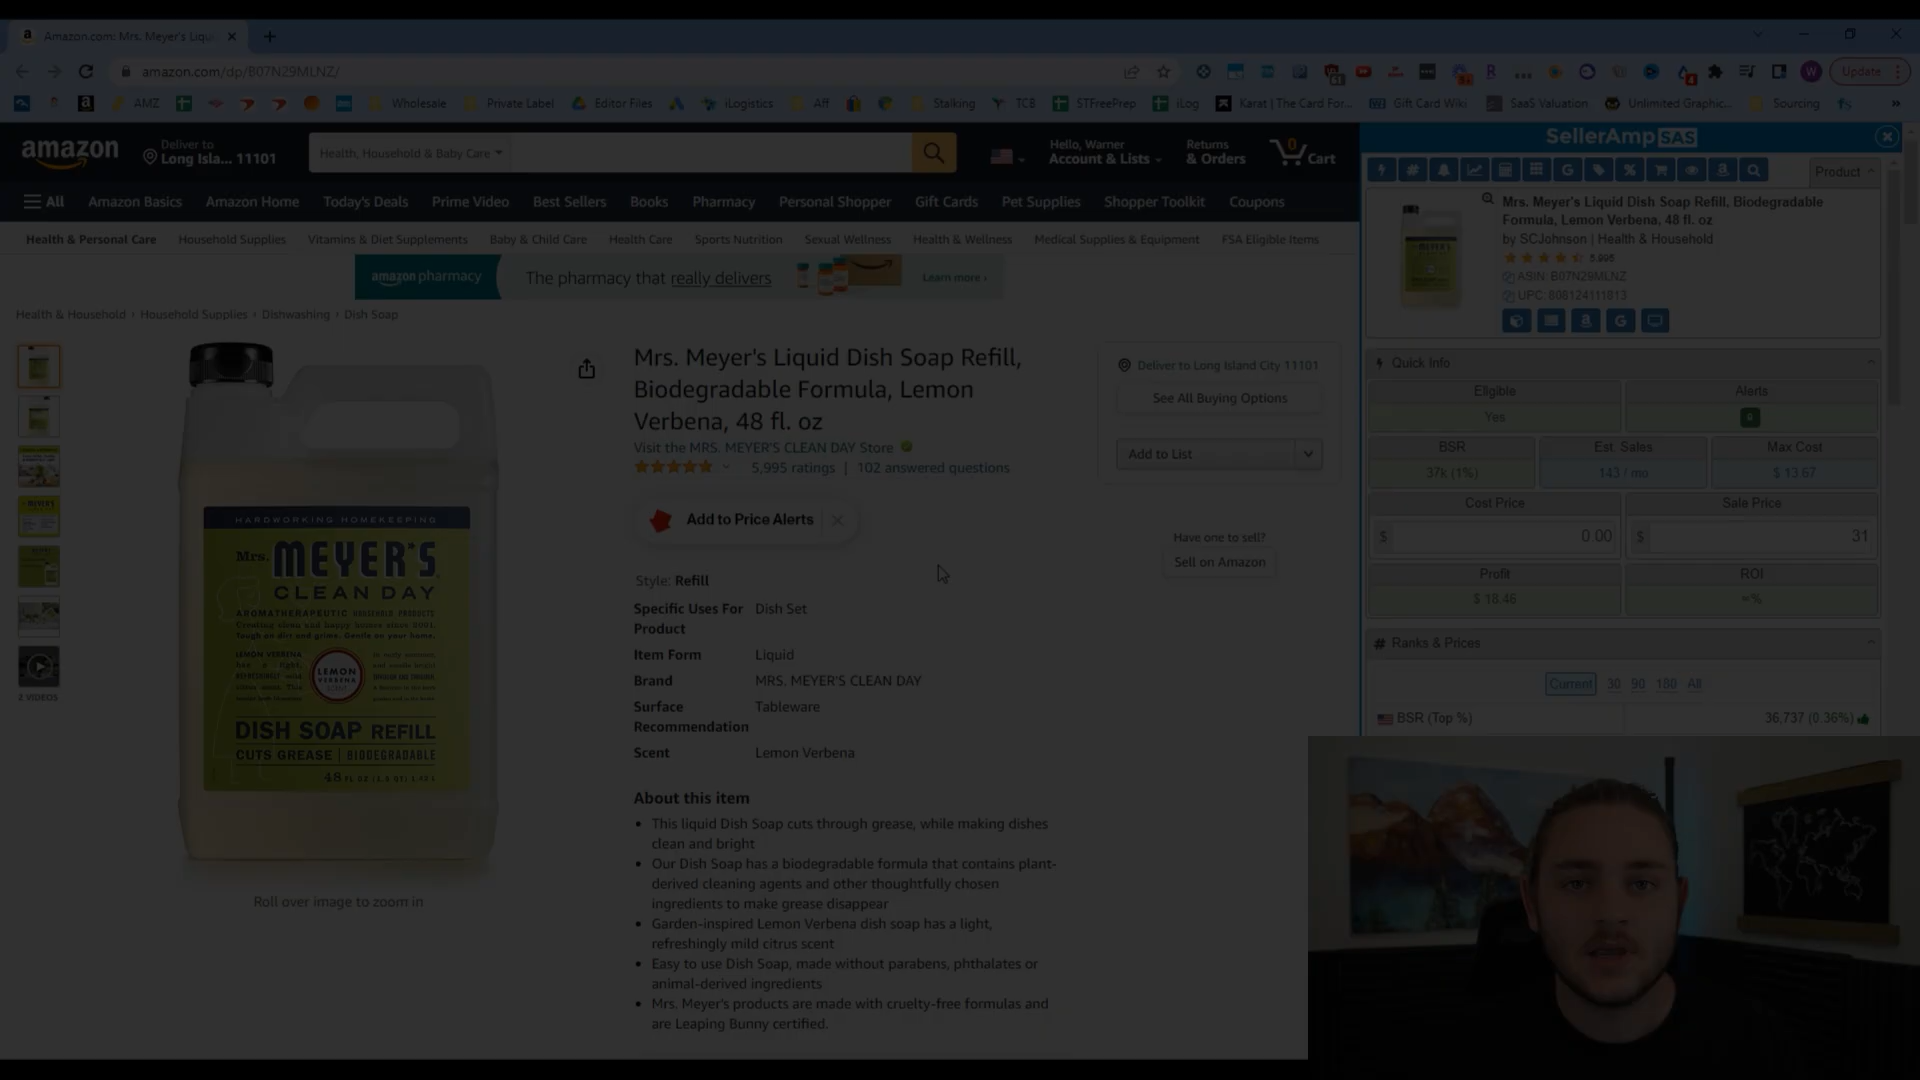 Amazon.com: Mrs. Meyer's Liqu
amazon.com/dp/B07N29MLNZ/
Update
AMZ
Wholesale
Private Label
Editor Files
iLogistics
Aff
Stalking
TCB
STFreePrep
iLog
Karat | The Card For...
Gift Card Wiki
SaaS Valuation
Unlimited Graphic...
Sourcing
amazon
Deliver to
Long Isla... 11101
Health, Household & Baby Care
Hello, Warner
Account & Lists
Returns
& Orders
0
Cart
All
Amazon Basics
Amazon Home
Today's Deals
Prime Video
Best Sellers
Books
Pharmacy
Personal Shopper
Gift Cards
Pet Supplies
Shopper Toolkit
Coupons
Health & Personal Care
Household Supplies
Vitamins & Diet Supplements
Baby & Child Care
Health Care
Sports Nutrition
Sexual Wellness
Health & Wellness
Medical Supplies & Equipment
FSA Eligible Items
amazon pharmacy
The pharmacy that really delivers
Learn more ›
Health & Household › Household Supplies › Dishwashing › Dish Soap
2 VIDEOS
HARDWORKING HOMEKEEPING
Mrs. MEYER'S
CLEAN DAY
AROMATHERAPEUTIC HOUSEHOLD PRODUCTS
LEMON
VERBENA
SCENT
DISH SOAP REFILL
CUTS GREASE | BIODEGRADABLE
48 FL OZ
Roll over image to zoom in
Mrs. Meyer's Liquid Dish Soap Refill,
Biodegradable Formula, Lemon
Verbena, 48 fl. oz
Visit the MRS. MEYER'S CLEAN DAY Store
5,995 ratings | 102 answered questions
Add to Price Alerts
Style: Refill
Specific Uses For Dish Set
Product
Item Form Liquid
Brand MRS. MEYER'S CLEAN DAY
Surface Tableware
Recommendation
Scent Lemon Verbena
About this item
• This liquid Dish Soap cuts through grease, while making dishes
clean and bright
• Our Dish Soap has a biodegradable formula that contains plant-
derived cleaning agents and other thoughtfully chosen
ingredients to make grease disappear
• Garden-inspired Lemon Verbena dish soap has a light,
refreshingly mild citrus scent
• Easy to use Dish Soap, made without parabens, phthalates or
animal-derived ingredients
• Mrs. Meyer's products are made with cruelty-free formulas and
are Leaping Bunny certified.
Deliver to Long Island City 11101
See All Buying Options
Add to List
Have one to sell?
Sell on Amazon
SellerAmp SAS
Product
Mrs. Meyer's Liquid Dish Soap Refill, Biodegradable
Formula, Lemon Verbena, 48 fl. oz
by SCJohnson | Health & Household
5,995
ASIN: B07N29MLNZ
UPC: 808124111813
Quick Info
Eligible
Alerts
Yes
BSR
Est. Sales
Max Cost
37k (1%)
143 / mo
$ 13.67
Cost Price
Sale Price
$ 0.00
$ 31
Profit
ROI
$ 18.46
∞%
# Ranks & Prices
Current 30 90 180 All
BSR (Top %)
36,737 (0.36%)